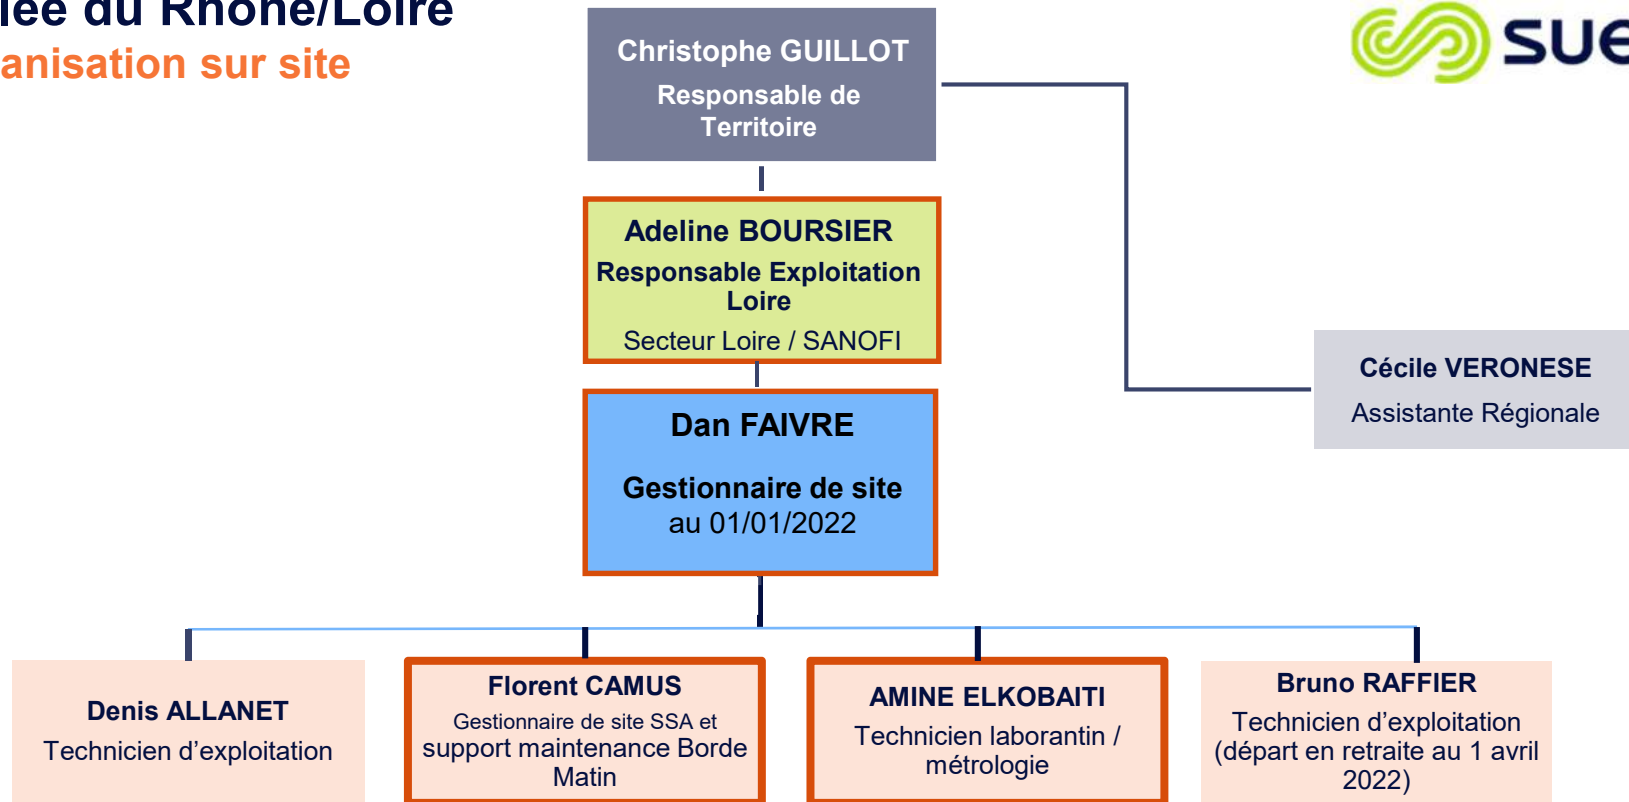 lée du Rhône/Loire
anisation sur site
sue
Christophe GUILLOT
Responsable de
Territoire
Adeline BOURSIER
Responsable Exploitation
Loire
Secteur Loire / SANOFI
Cécile VERONESE
Assistante Régionale
Dan FAIVRE
Gestionnaire de site
au 01/01/2022
Denis ALLANET
Technicien d’exploitation
Florent CAMUS
Gestionnaire de site SSA et
support maintenance Borde
Matin
AMINE ELKOBAITI
Technicien laborantin /
métrologie
Bruno RAFFIER
Technicien d’exploitation
(départ en retraite au 1 avril
2022)